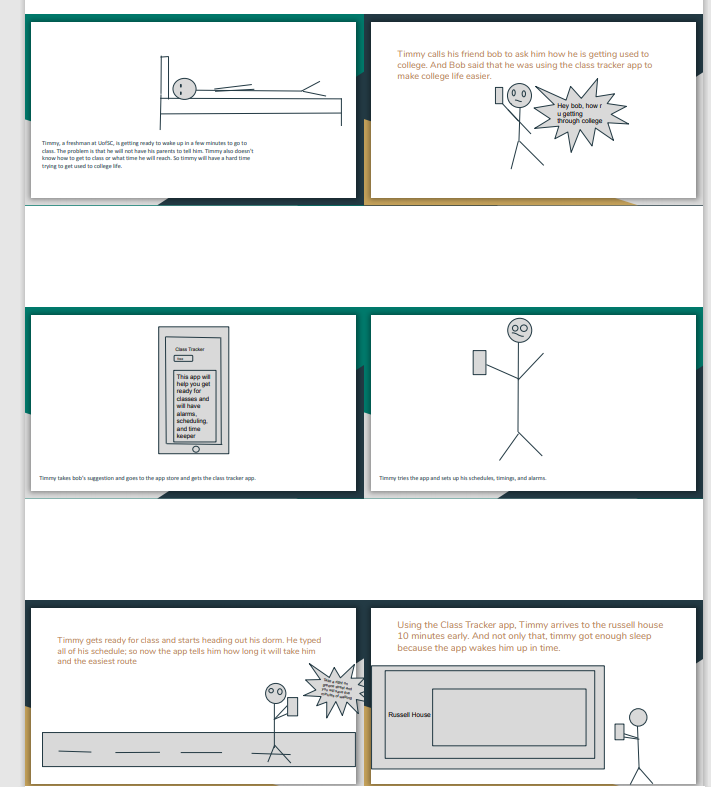 Timmy, a freshman at UofSC, is getting ready to wake up in a few minutes to go to
class. The problem is that he will not have his parents to tell him. Timmy also doesn't
know how to get to class or what time he will reach. So timmy will have a hard time
trying to get used to college life.
Timmy calls his friend bob to ask him how he is getting used to
college. And Bob said that he was using the class tracker app to
make college life easier.
Hey bob, how r
u getting
through college
Class Tracker
This app will
help you get
ready for
classes and
will have
alarms,
scheduling,
and time
keeper
Timmy takes bob's suggestion and goes to the app store and gets the class tracker app.
Timmy tries the app and sets up his schedules, timings, and alarms.
Timmy gets ready for class and starts heading out his dorm. He typed
all of his schedule; so now the app tells him how long it will take him
and the easiest route
Using the Class Tracker app, Timmy arrives to the russell house
10 minutes early. And not only that, timmy got enough sleep
because the app wakes him up in time.
Russell House